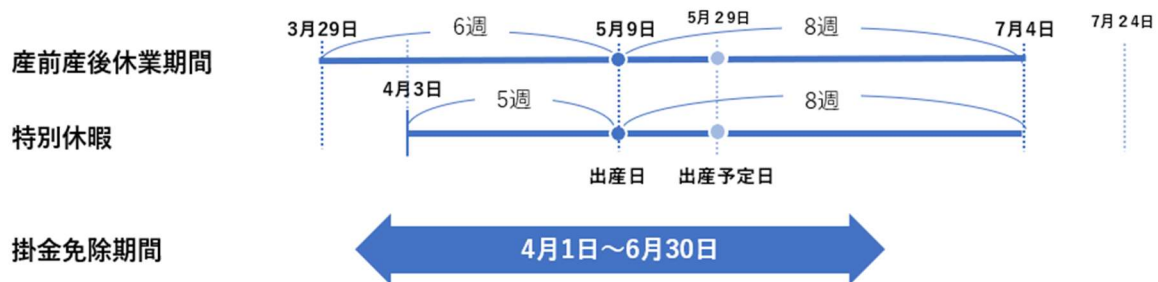 3月29日 6週 5月9日 5月29日 8週 7月4日 7月24日
産前産後休業期間
4月3日 5週 8週
特別休暇
出産日 出産予定日
掛金免除期間 4月1日～6月30日